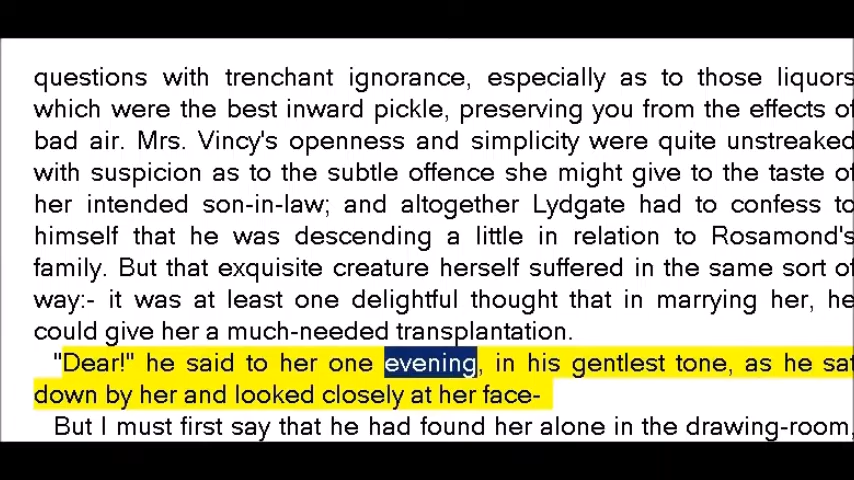 questions with trenchant ignorance, especially as to those liquors
which were the best inward pickle, preserving you from the effects of
bad air. Mrs. Vincy's openness and simplicity were quite unstreaked
with suspicion as to the subtle offence she might give to the taste of
her intended son-in-law; and altogether Lydgate had to confess to
himself that he was descending a little in relation to Rosamond's
family. But that exquisite creature herself suffered in the same sort of
way:- it was at least one delightful thought that in marrying her, he
could give her a much-needed transplantation.
"Dear!" he said to her one evening, in his gentlest tone, as he sat
down by her and looked closely at her face-
But I must first say that he had found her alone in the drawing-room,